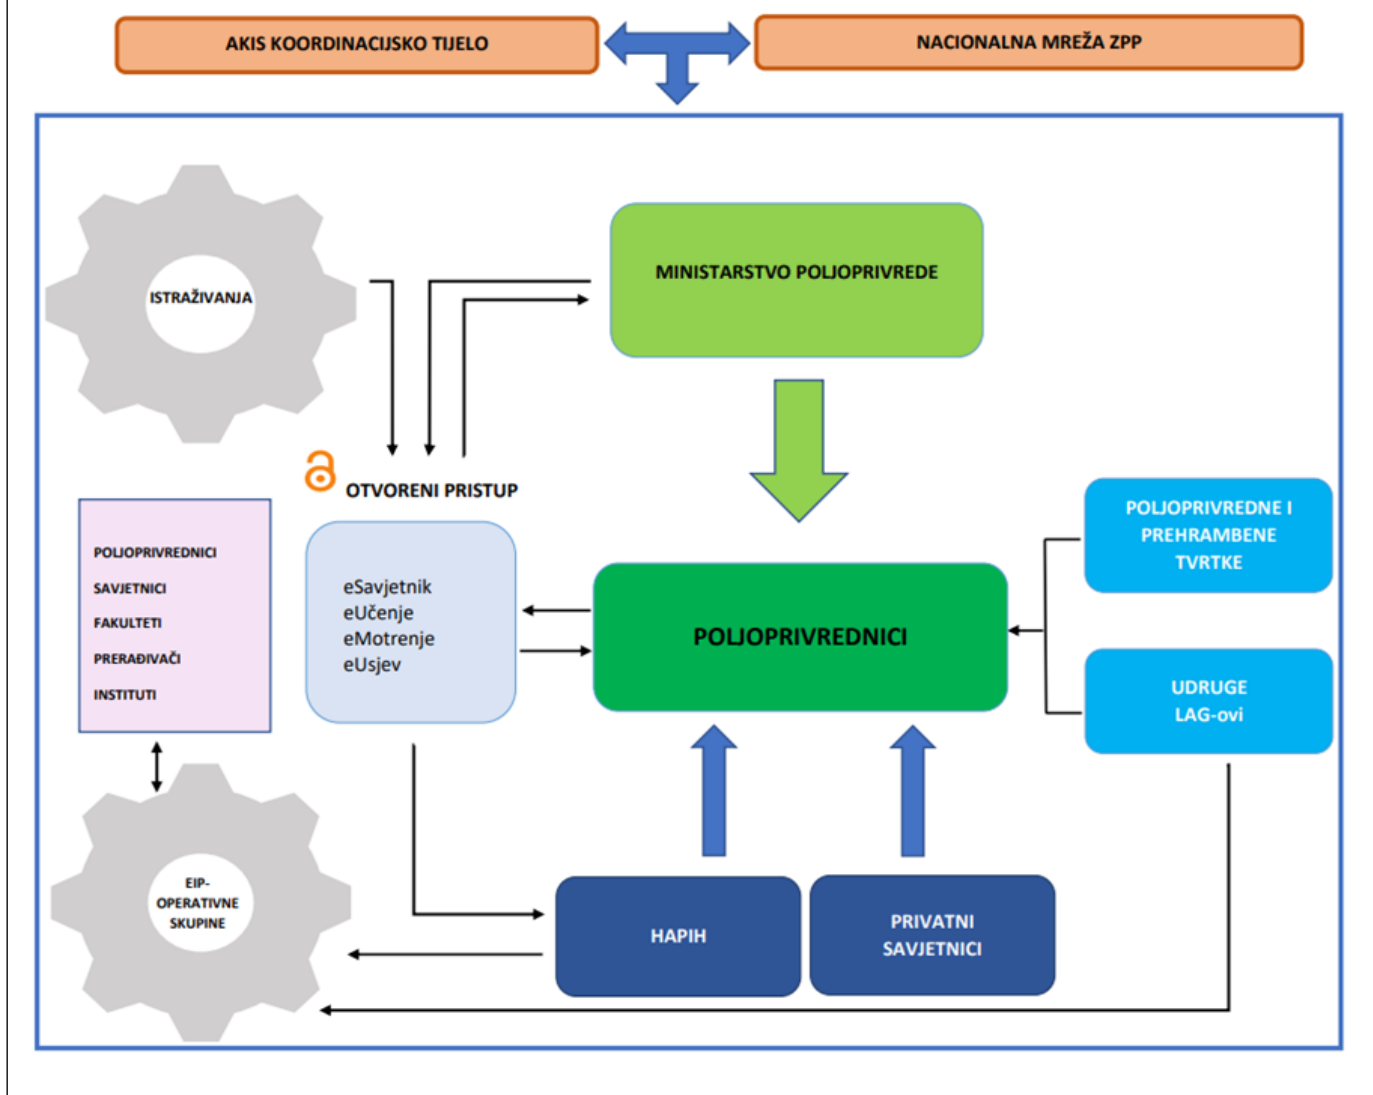 AKIS KOORDINACIJSKO TIJELO
NACIONALNA MREŽA ZPP
ISTRAŽIVANJA
MINISTARSTVO POLJOPRIVREDE
OTVORENI PRISTUP
POLJOPRIVREDNICI
SAVJETNICI
FAKULTETI
PRERAĐIVAČI
INSTITUTI
eSavjetnik
eUčenje
eMotrenje
eUsjev
POLJOPRIVREDNICI
POLJOPRIVREDNE I
PREHRAMBENE
TVRTKE
UDRUGE
LAG-ovi
EIP-
OPERATIVNE
SKUPINE
HAPIH
PRIVATNI
SAVJETNICI